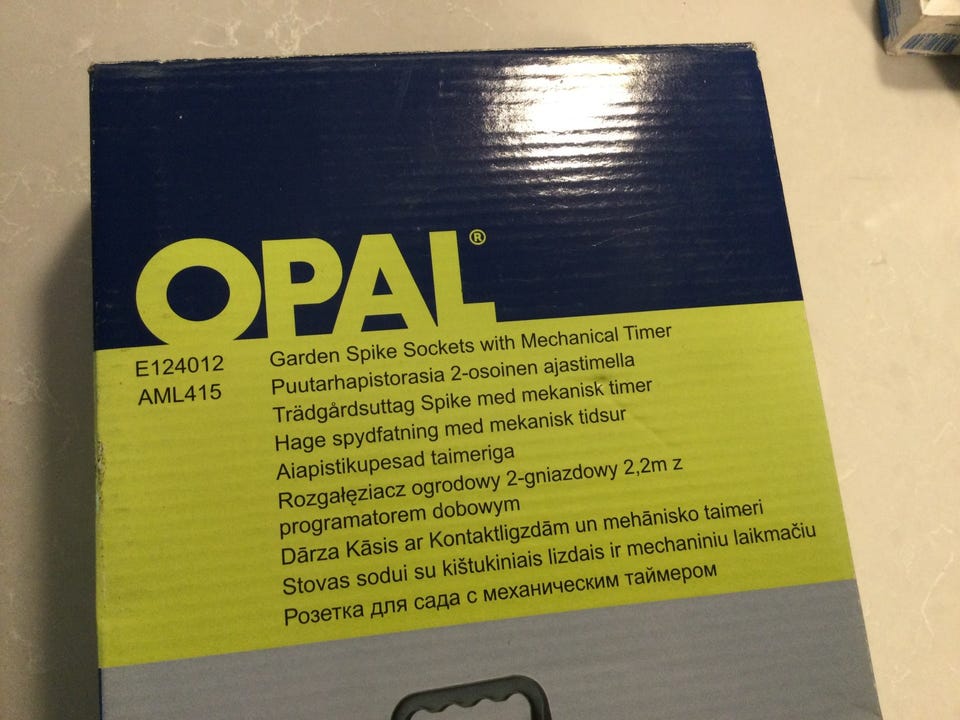 OPAL®
E124012
AML415
Garden Spike Sockets with Mechanical Timer
Puutarhapistorasia 2-osoinen ajastimella
Trädgårdsuttag Spike med mekanisk timer
Hage spydfatning med mekanisk tidsur
Aiapistikupesad taimeriga
Rozgałęziacz ogrodowy 2-gniazdowy 2,2m z
programatorem dobowym
Dārza Kāsis ar Kontaktligzdām un mehānisko taimeri
Stovas sodui su kištukiniais lizdais ir mechaniniu laikmačiu
Розетка для сада с механическим таймером